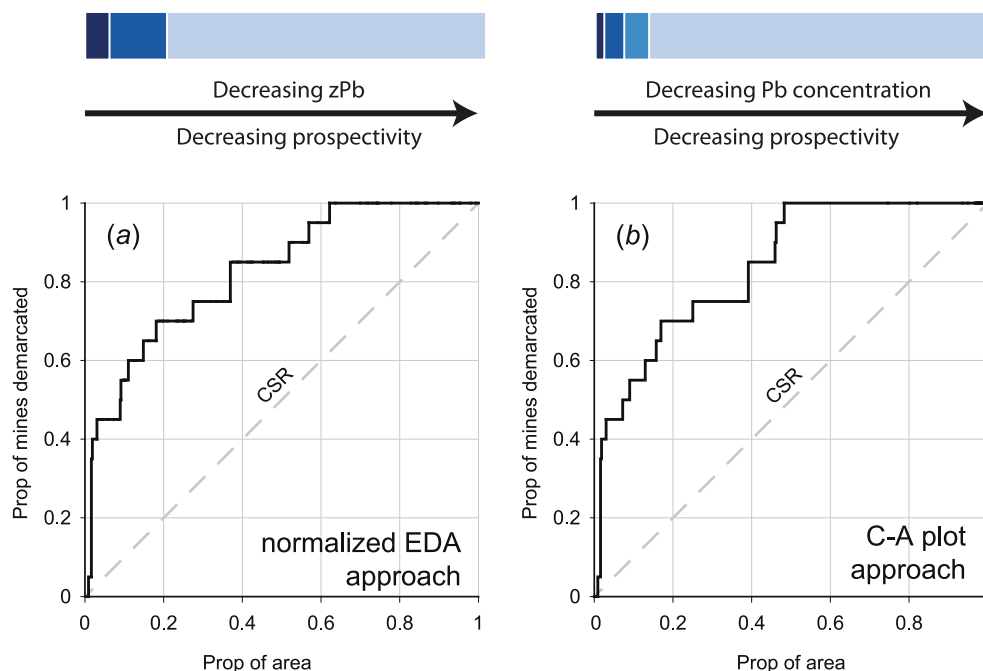 Decreasing zPb
Decreasing prospectivity
Decreasing Pb concentration
Decreasing prospectivity
(a)
Prop of mines demarcated
1
0.8
0.6
0.4
0.2
0
CSR
normalized EDA
approach
0 0.2 0.4 0.6 0.8 1
Prop of area
(b)
Prop of mines demarcated
1
0.8
0.6
0.4
0.2
0
CSR
C-A plot
approach
0 0.2 0.4 0.6 0.8
Prop of area